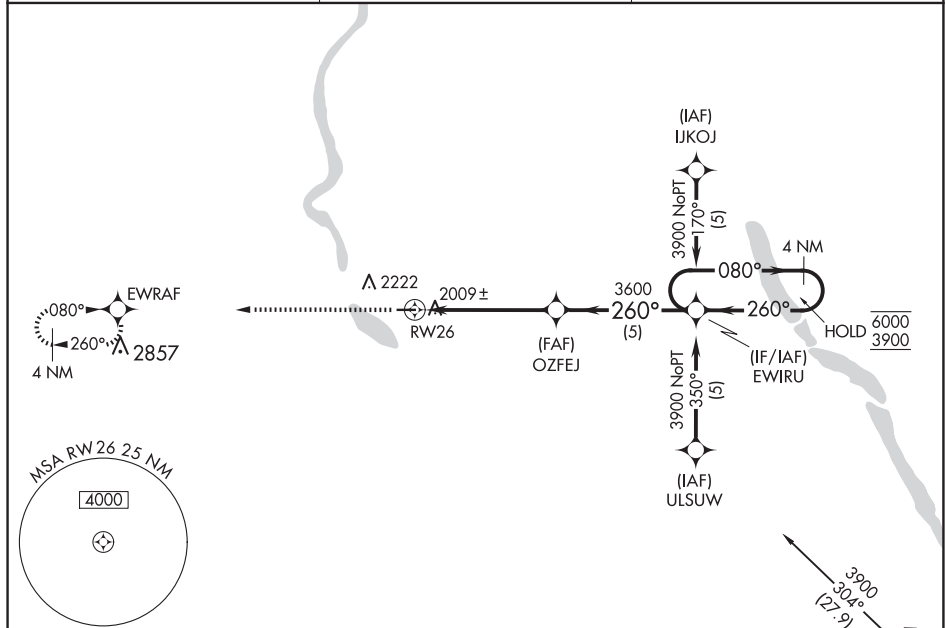 (IAF)
IJKOJ
3900 NoPT
170°
(5)
4 NM
080°
2222
2009±
3600
260°
(5)
260°
HOLD
6000
3900
EWRAF
080°
260°
2857
4 NM
RW26
(FAF)
OZFEJ
(IF/IAF)
EWIRU
3900 NoPT
350°
(5)
(IAF)
ULSUW
MSA RW26 25 NM
4000
3900
304°
(27.9)